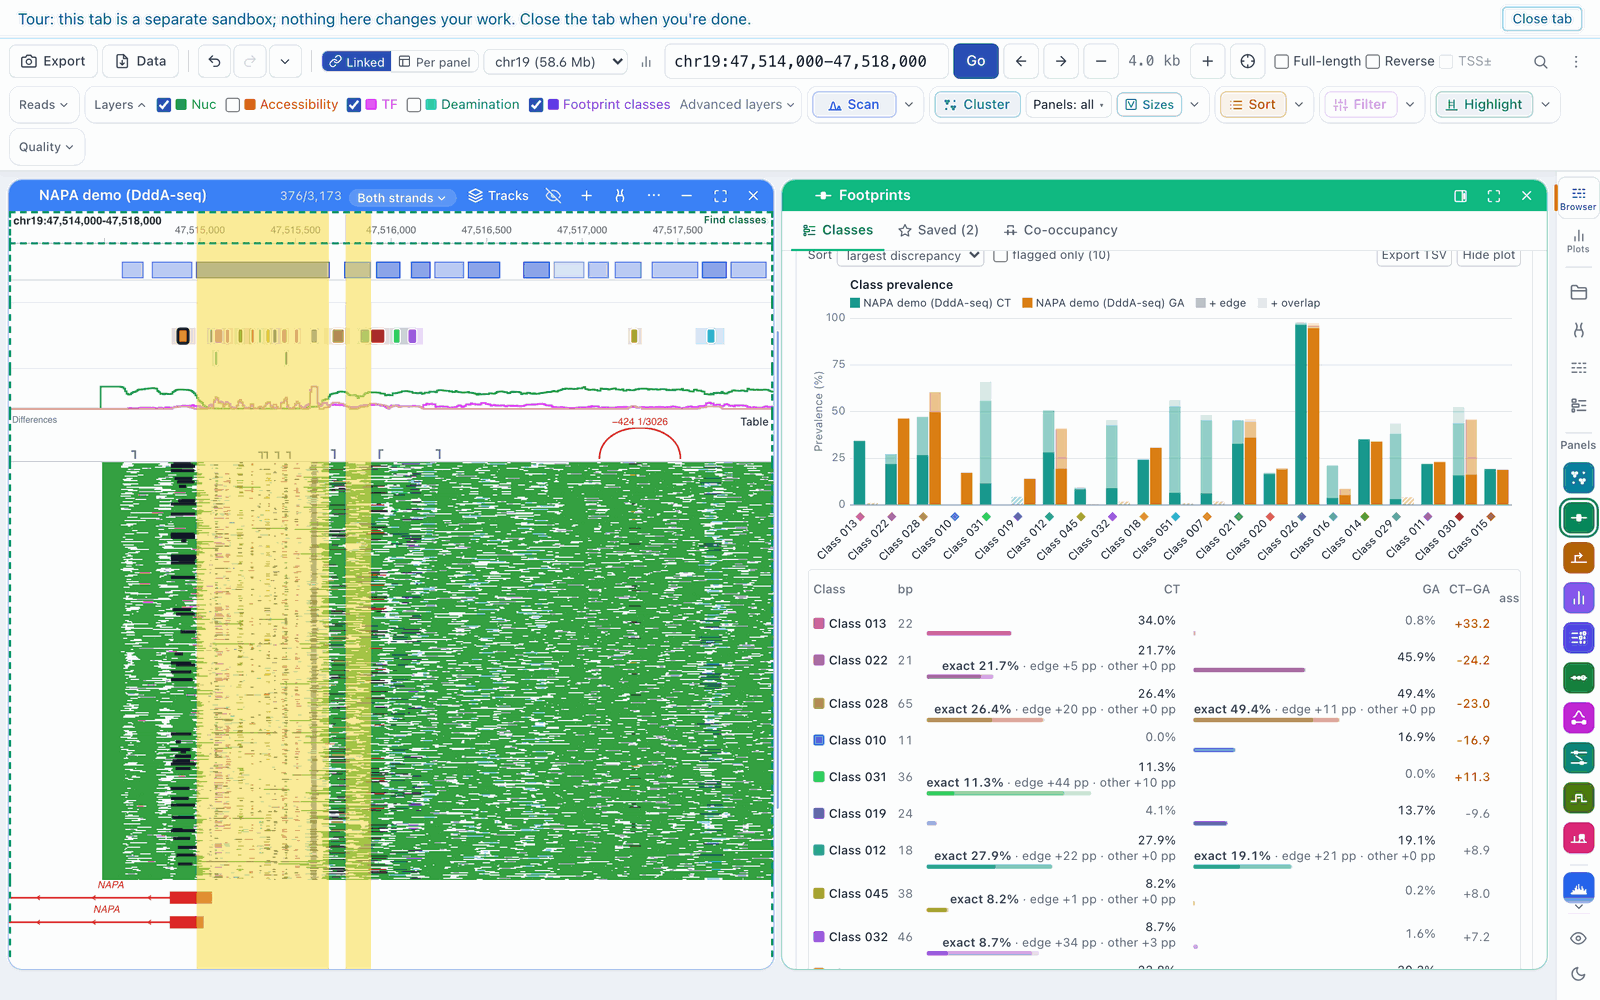 Tour: this tab is a separate sandbox; nothing here changes your work. Close the tab when you're done.
Close tab
Export
Data
Linked
Per panel
chr19 (58.6 Mb)
chr19:47,514,000–47,518,000
Go
4.0 kb
Full-length
Reverse
TSS±
Reads
Layers
Nuc
Accessibility
TF
Deamination
Footprint classes
Advanced layers
Scan
Cluster
Panels: all
Sizes
Sort
Filter
Highlight
Quality
NAPA demo (DddA-seq)
376/3,173
Both strands
Tracks
chr19:47,514,000-47,518,000
Find classes
47,515,000
47,515,500
47,516,000
47,516,500
47,517,000
47,517,500
Differences
−424 1/3026
Table
NAPA
NAPA
Footprints
Classes
Saved (2)
Co-occupancy
Sort
largest discrepancy
flagged only (10)
Export TSV
Hide plot
Class prevalence
NAPA demo (DddA-seq) CT
NAPA demo (DddA-seq) GA
+ edge
+ overlap
Prevalence (%)
100
75
50
25
0
Class 013
Class 022
Class 028
Class 010
Class 031
Class 019
Class 012
Class 045
Class 032
Class 018
Class 051
Class 007
Class 021
Class 020
Class 026
Class 016
Class 014
Class 029
Class 011
Class 030
Class 015
Class bp CT GA CT−GA
ass
Class 013 22 34.0% 0.8% +33.2
Class 022 21 21.7% 45.9% -24.2
exact 21.7% · edge +5 pp · other +0 pp
Class 028 65 26.4% 49.4% -23.0
exact 26.4% · edge +20 pp · other +0 pp exact 49.4% · edge +11 pp · other +0 pp
Class 010 11 0.0% 16.9% -16.9
Class 031 36 11.3% 0.0% +11.3
exact 11.3% · edge +44 pp · other +10 pp
Class 019 24 4.1% 13.7% -9.6
Class 012 18 27.9% 19.1% +8.9
exact 27.9% · edge +22 pp · other +0 pp exact 19.1% · edge +21 pp · other +0 pp
Class 045 38 8.2% 0.2% +8.0
exact 8.2% · edge +1 pp · other +0 pp
Class 032 46 8.7% 1.6% +7.2
exact 8.7% · edge +34 pp · other +3 pp
Browser
Plots
Panels